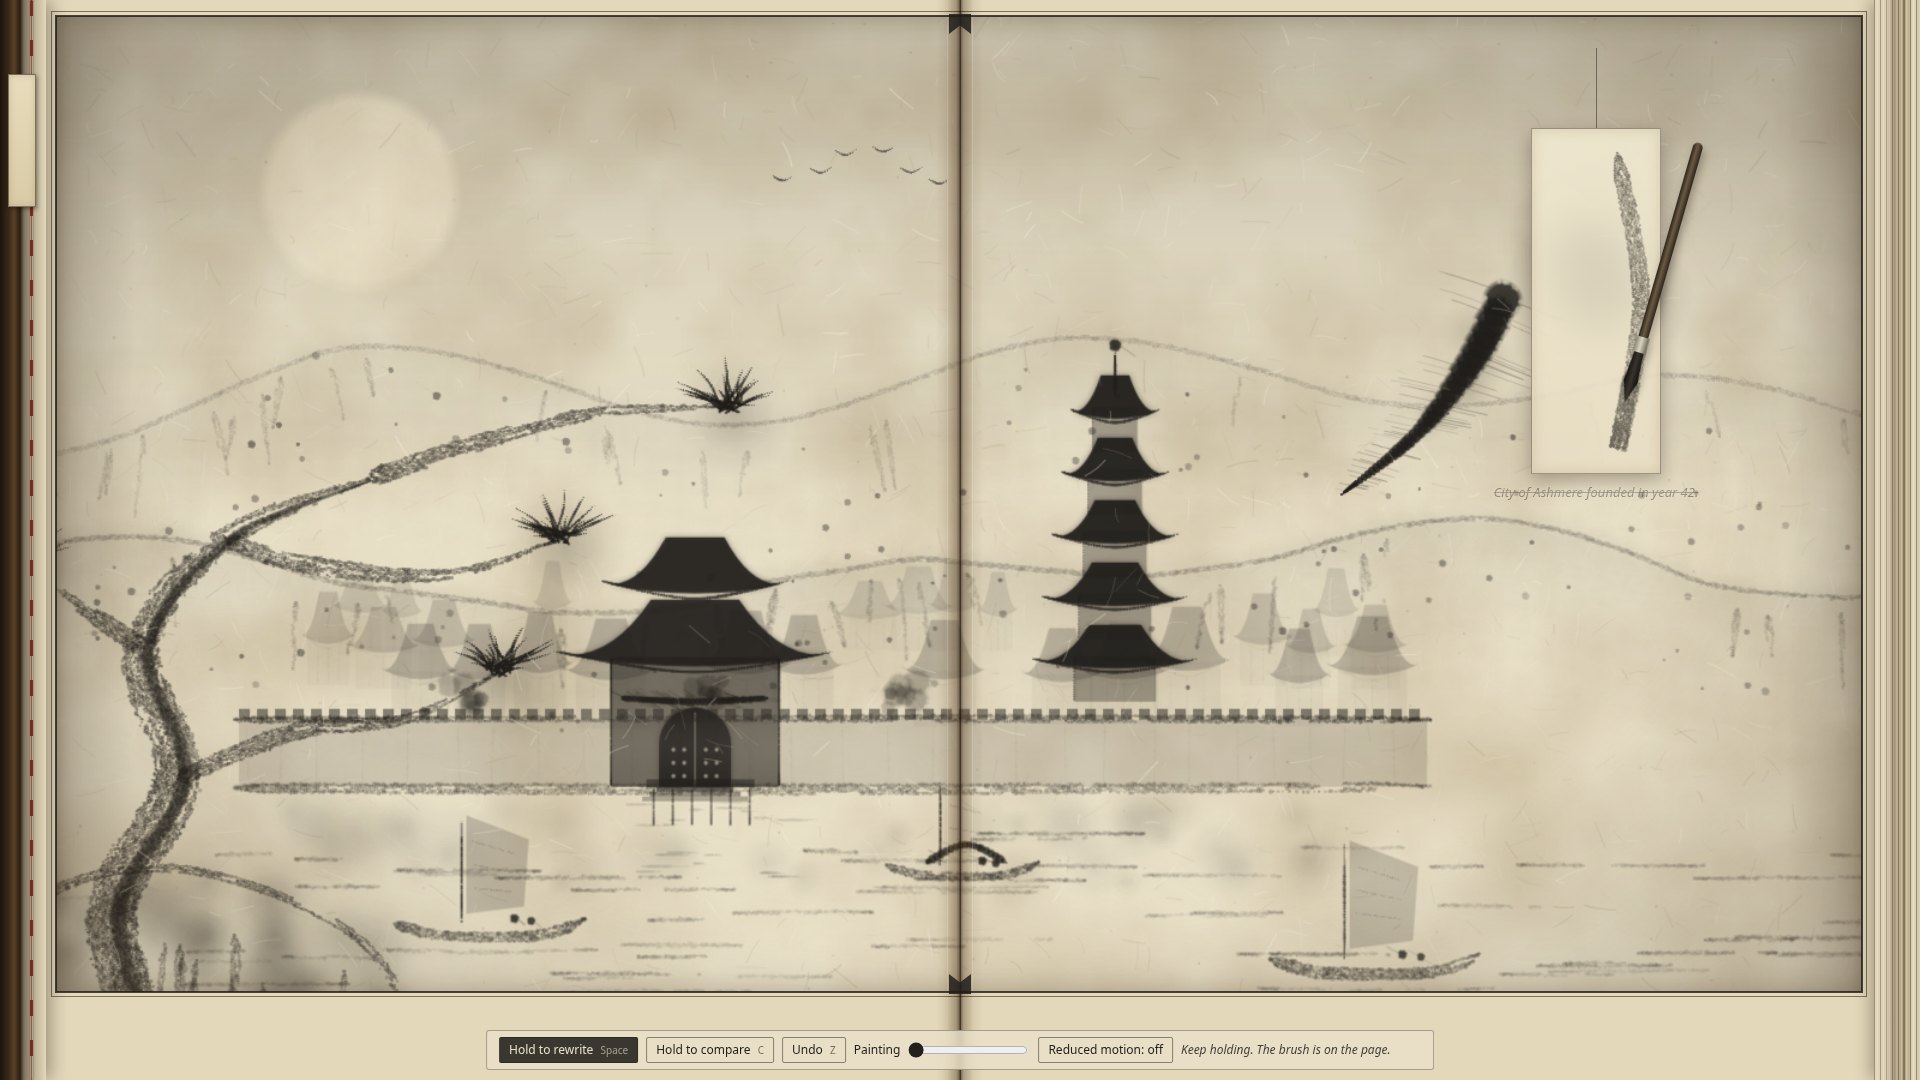 City of Ashmere founded in year 42.
Hold to rewrite Space
Hold to compare C
Undo Z
Painting
Reduced motion: off
Keep holding. The brush is on the page.